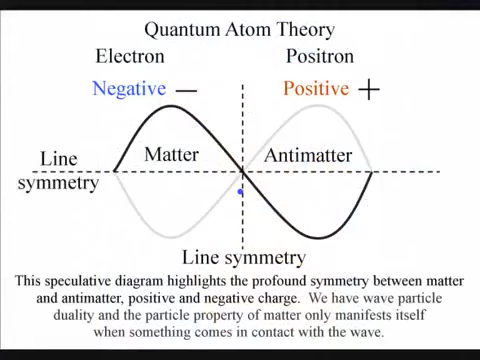 Quantum Atom Theory
Electron Positron
Negative — Positive +
Matter Antimatter
Line
symmetry
Line symmetry
This speculative diagram highlights the profound symmetry between matter
and antimatter, positive and negative charge. We have wave particle
duality and the particle property of matter only manifests itself
when something comes in contact with the wave.